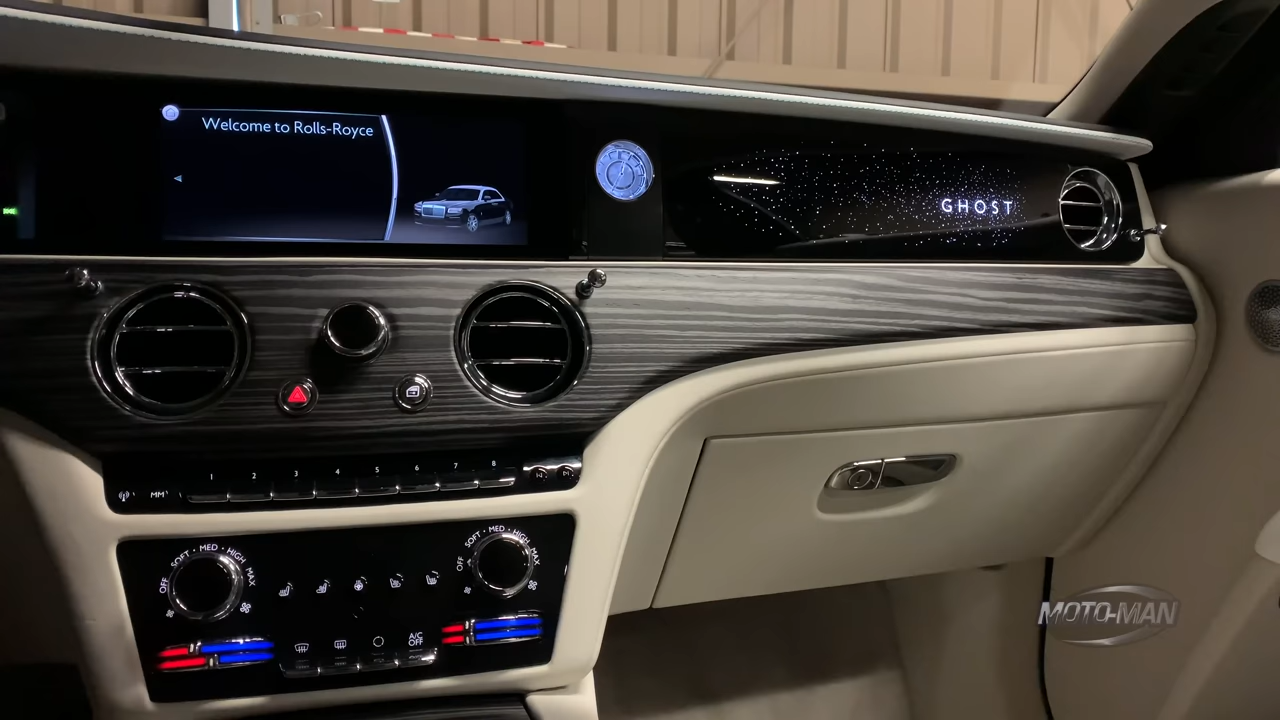 Welcome to Rolls-Royce
GHOST
1 2 3 4 5 6 7 8
MM
OFF SOFT • MED • HIGH MAX
OFF SOFT • MED • HIGH MAX
A/C
OFF
MOTO-MAN